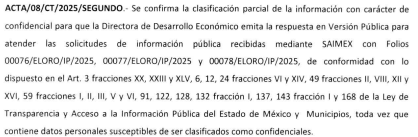 ACTA/08/CT/2025/SEGUNDO.- Se confirma la clasificación parcial de la información con carácter de
confidencial para que la Directora de Desarrollo Económico emita la respuesta en Versión Pública para
atender las solicitudes de información pública recibidas mediante SAIMEX con Folios
00076/ELORO/IP/2025, 00077/ELORO/IP/2025 y 00078/ELORO/IP/2025, de conformidad con lo
dispuesto en el Art. 3 fracciones XX, XXIII y XLV, 6, 12, 24 fracciones VI y XIV, 49 fracciones II, VIII, XII y
XVI, 59 fracciones I, II, III, V y VI, 91, 122, 128, 132 fracción I, 137, 143 fracción I y 168 de la Ley de
Transparencia y Acceso a la Información Pública del Estado de México y Municipios, toda vez que
contiene datos personales susceptibles de ser clasificados como confidenciales.